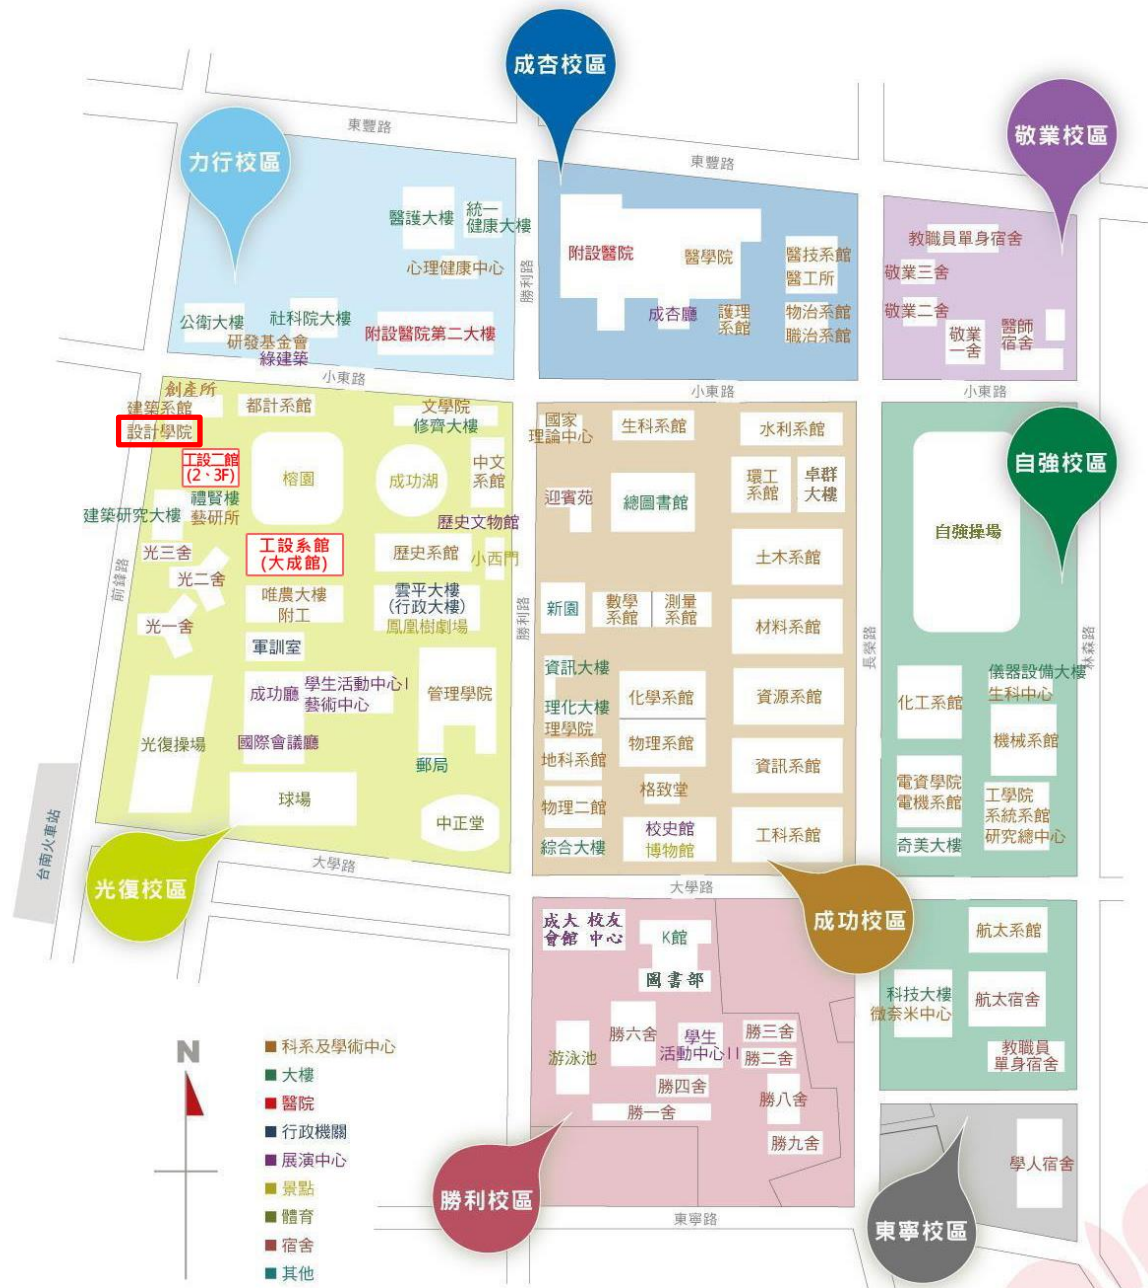 成杏校區
力行校區
敬業校區
東豐路
東豐路
醫護大樓
統一
健康大樓
心理健康中心
公衛大樓
社科院大樓
研發基金會
綠建築
附設醫院第二大樓
勝利路
附設醫院
醫學院
成杏廳
護理
系館
醫技系館
醫工所
物治系館
職治系館
教職員單身宿舍
敬業三舍
敬業二舍
敬業
一舍
醫師
宿舍
小東路
小東路
小東路
創產所
建築系館
設計學院
都計系館
文學院
修齊大樓
工設二館
(2、3F)
榕園
成功湖
中文
系館
禮賢樓
藝研所
建築研究大樓
歷史文物館
光三舍
工設系館
(大成館)
歷史系館
小西門
光二舍
前鋒路
唯農大樓
附工
雲平大樓
(行政大樓)
鳳凰樹劇場
勝利路
光一舍
軍訓室
成功廳
學生活動中心I
藝術中心
管理學院
光復操場
國際會議廳
郵局
球場
中正堂
台南火車站
大學路
光復校區
國家
理論中心
生科系館
水利系館
迎賓苑
總圖書館
環工
系館
卓群
大樓
土木系館
新園
數學
系館
測量
系館
材料系館
長榮路
資訊大樓
理化大樓
理學院
化學系館
資源系館
地科系館
物理系館
資訊系館
物理二館
格致堂
綜合大樓
校史館
博物館
工科系館
大學路
成功校區
自強校區
自強操場
林森路
儀器設備大樓
生科中心
化工系館
機械系館
電資學院
電機系館
工學院
系統系館
研究總中心
奇美大樓
成大
會館
校友
中心
K館
圖書部
游泳池
勝六舍
學生
活動中心II
勝三舍
勝二舍
勝四舍
勝一舍
勝八舍
勝九舍
勝利校區
東寧路
航太系館
科技大樓
微奈米中心
航太宿舍
教職員
單身宿舍
學人宿舍
東寧校區
N
科系及學術中心
大樓
醫院
行政機關
展演中心
景點
體育
宿舍
其他